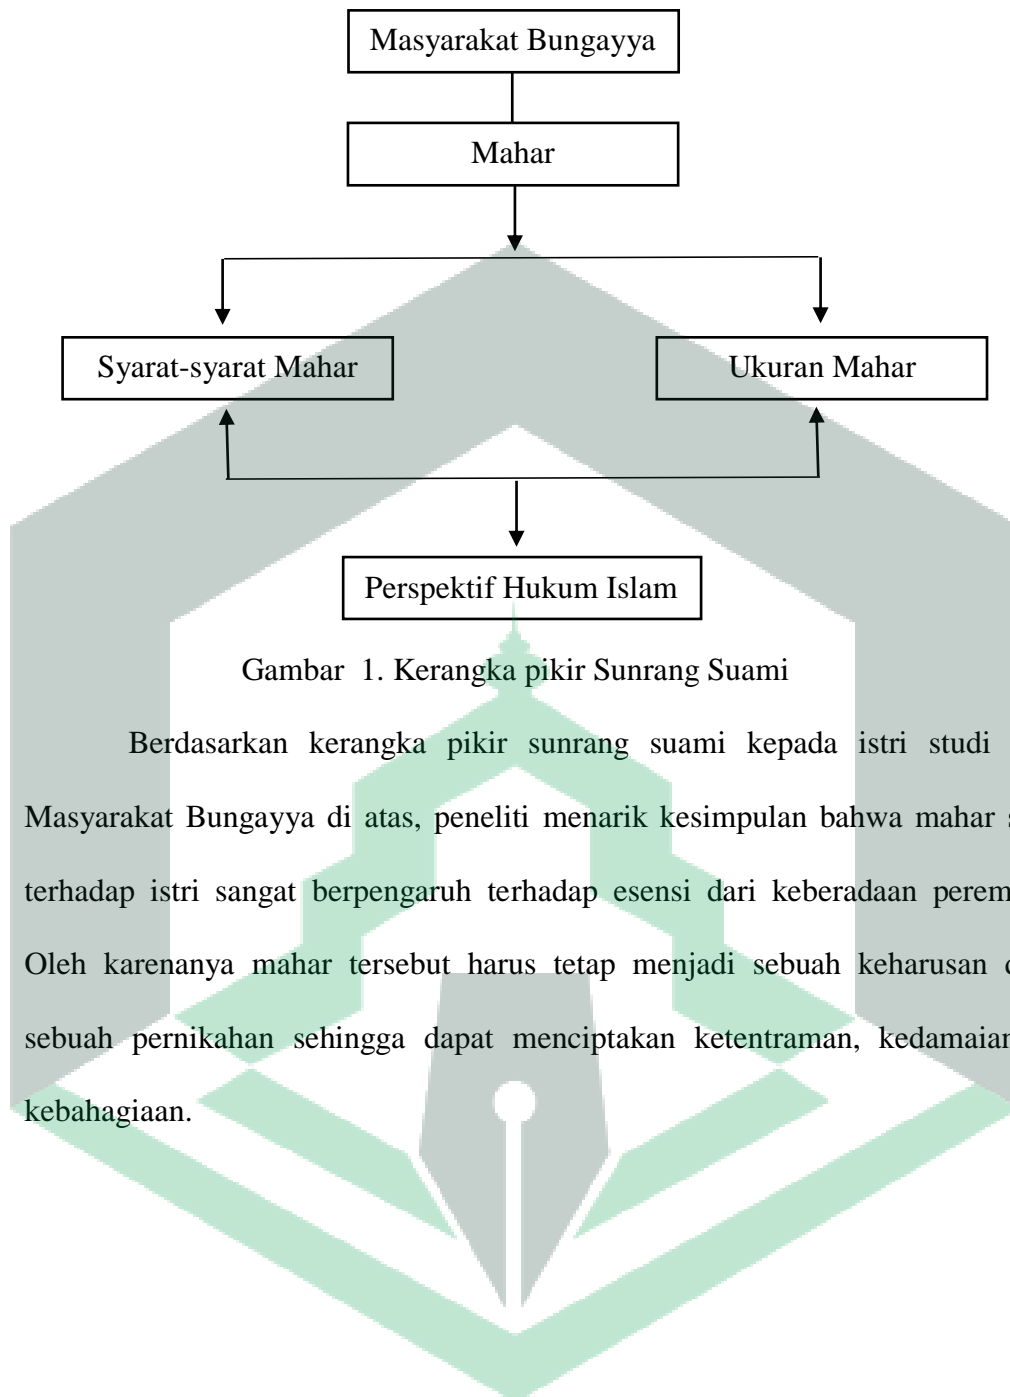 Masyarakat Bungayya
Mahar
Syarat-syarat Mahar
Ukuran Mahar
Perspektif Hukum Islam
Gambar 1. Kerangka pikir Sunrang Suami
Berdasarkan kerangka pikir sunrang suami kepada istri studi
Masyarakat Bungayya di atas, peneliti menarik kesimpulan bahwa mahar
terhadap istri sangat berpengaruh terhadap esensi dari keberadaan
Oleh karenanya mahar tersebut harus tetap menjadi sebuah keharusan
sebuah pernikahan sehingga dapat menciptakan ketentraman, kedamaian
kebahagiaan.